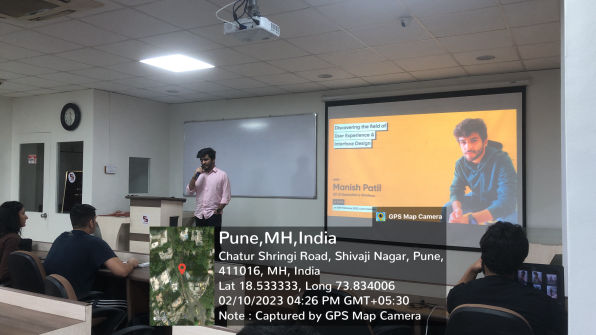 Discovering the field of
User Experience &
Interface Design
Manish Patil
GPS Map Camera
Pune,MH,India
Chatur Shringi Road, Shivaji Nagar, Pune,
411016, MH, India
Lat 18.533333, Long 73.834006
02/10/2023 04:26 PM GMT+05:30
Note : Captured by GPS Map Camera